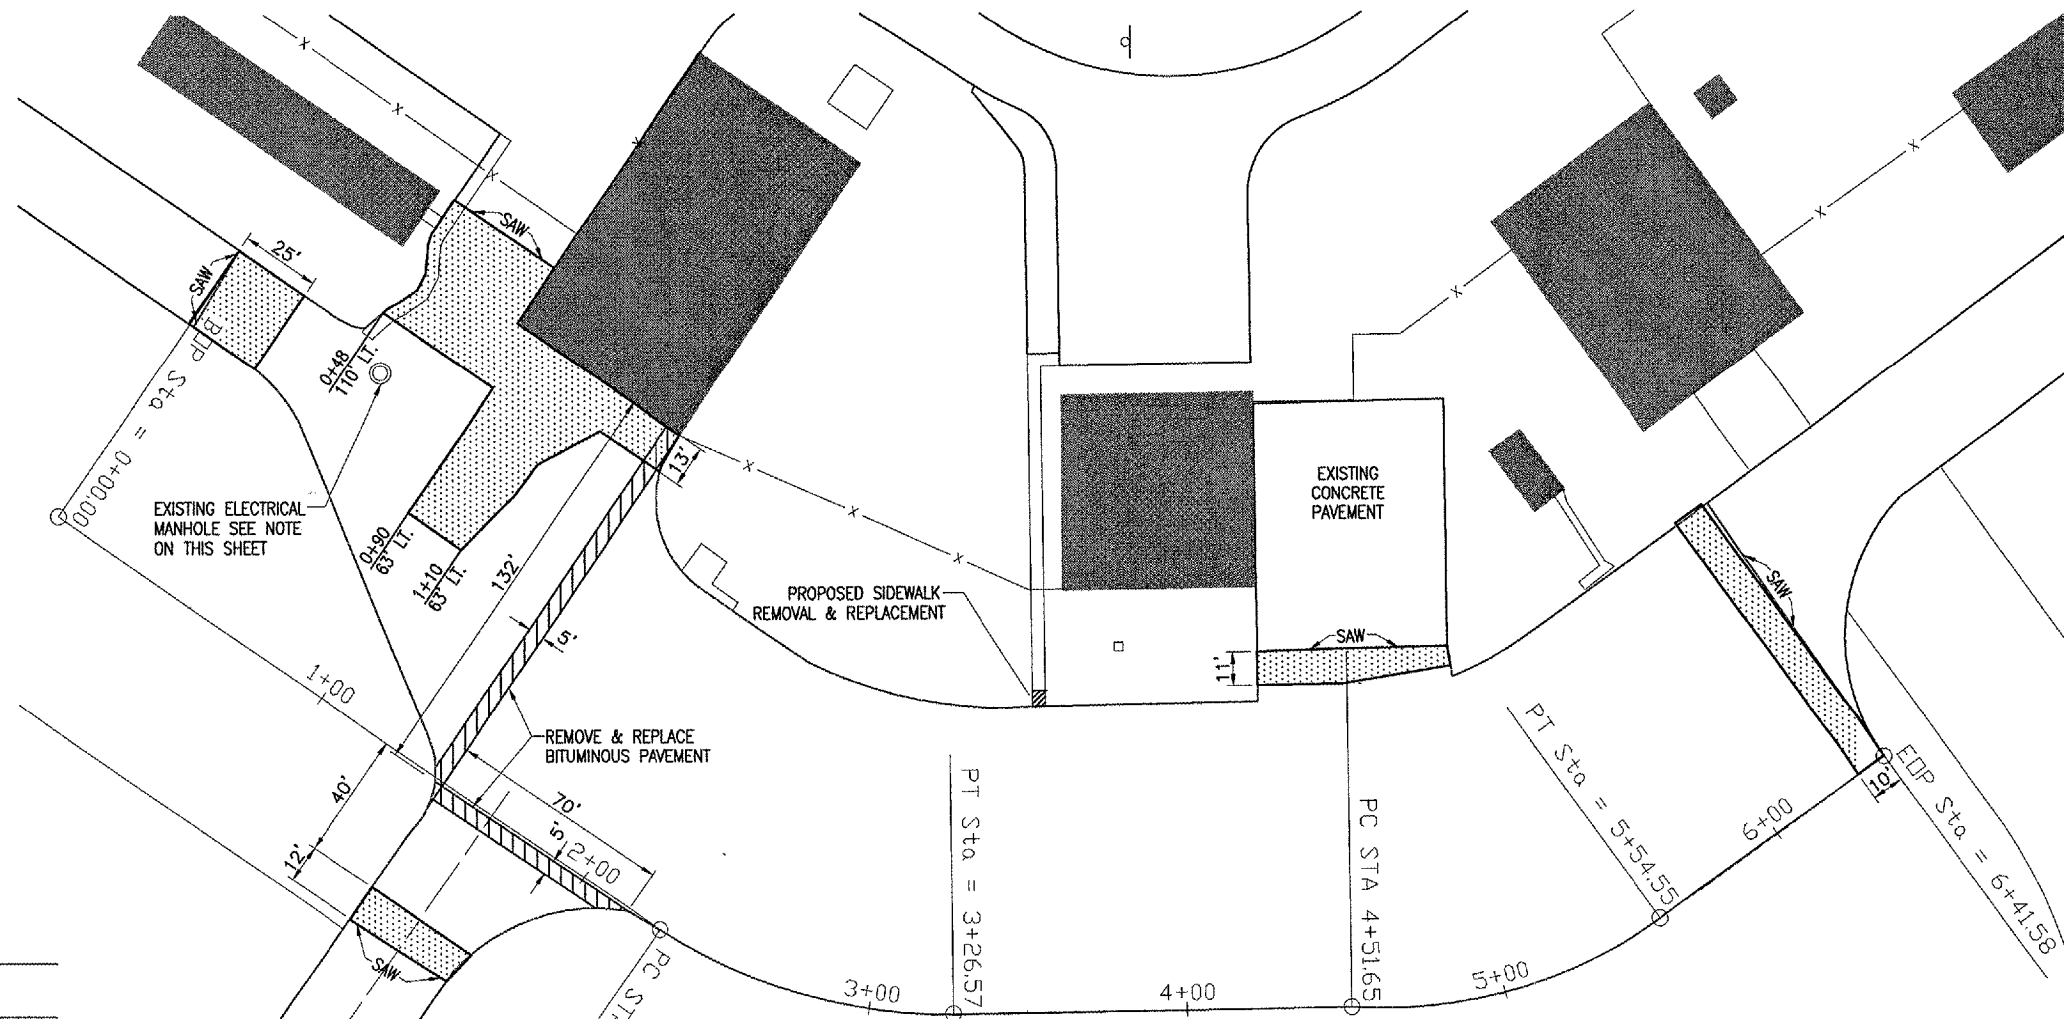 SAW
25'
SAW
B□P Sta = 0+00.00
0+48
110' LT.
EXISTING ELECTRICAL
MANHOLE SEE NOTE
ON THIS SHEET
0+90
63' LT.
1+10
63' LT.
132'
13'
5'
PROPOSED SIDEWALK
REMOVAL & REPLACEMENT
EXISTING
CONCRETE
PAVEMENT
SAW
11'
SAW
1+00
REMOVE & REPLACE
BITUMINOUS PAVEMENT
40'
70'
5'
2+00
12'
SAW
PC ST
3+00
PT Sta = 3+26.57
4+00
PC STA 4+51.65
5+00
PT Sta = 5+54.55
6+00
10'
EOP Sta = 6+41.58